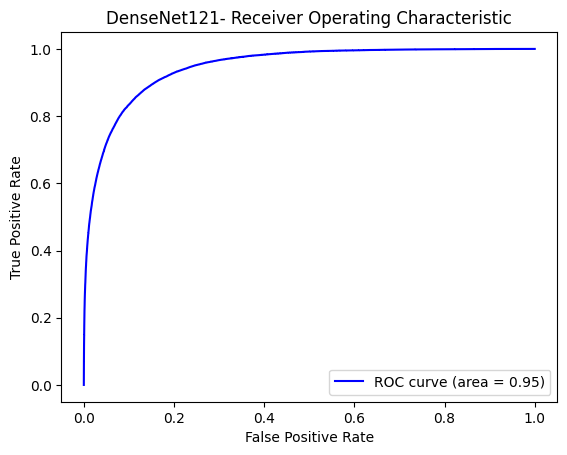 DenseNet121- Receiver Operating Characteristic
1.0
0.8
0.6
0.4
0.2
0.0
True Positive Rate
ROC curve (area = 0.95)
0.0 0.2 0.4 0.6 0.8 1.0
False Positive Rate